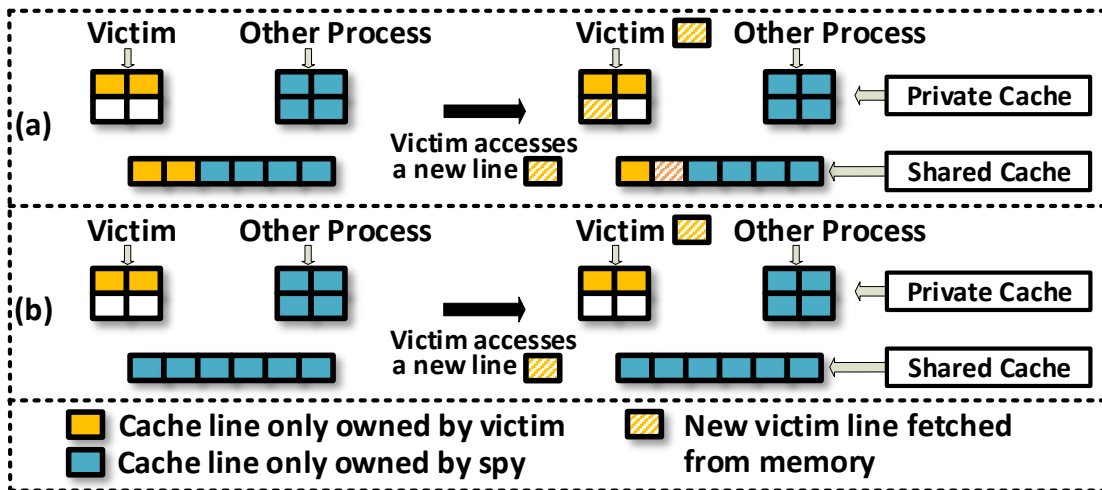 Victim Other Process Victim Other Process
Private Cache
(a)
Victim accesses
a new line
Shared Cache
Victim Other Process Victim Other Process
Private Cache
(b)
Victim accesses
a new line
Shared Cache
Cache line only owned by victim
Cache line only owned by spy
New victim line fetched
from memory